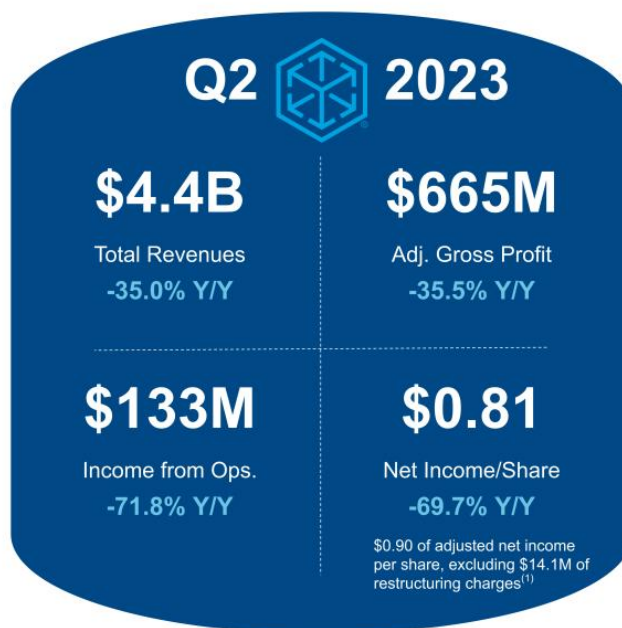 Q2 2023
$4.4B
Total Revenues
-35.0% Y/Y
$665M
Adj. Gross Profit
-35.5% Y/Y
$133M
Income from Ops.
-71.8% Y/Y
$0.81
Net Income/Share
-69.7% Y/Y
$0.90 of adjusted net income
per share, excluding $14.1M of
restructuring charges(1)